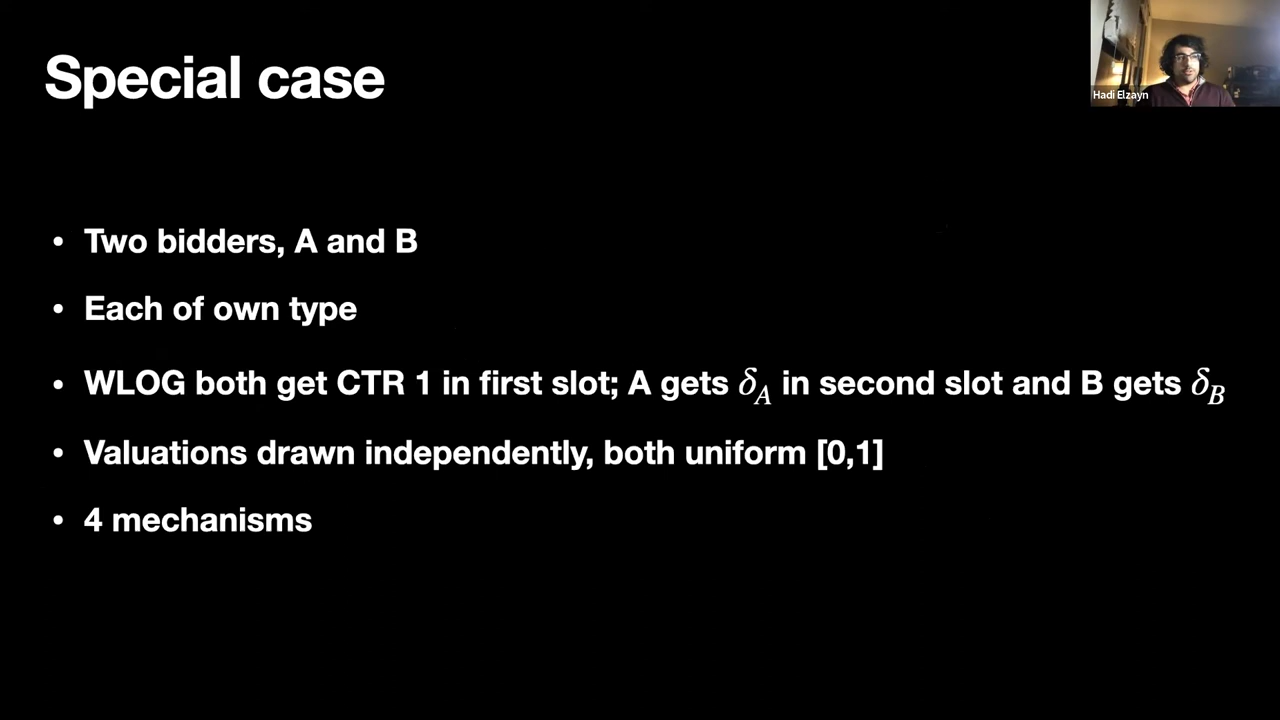 Special case
Hadi Elzayn
• Two bidders, A and B
• Each of own type
• WLOG both get CTR 1 in first slot; A gets δ_A in second slot and B gets δ_B
• Valuations drawn independently, both uniform [0,1]
• 4 mechanisms